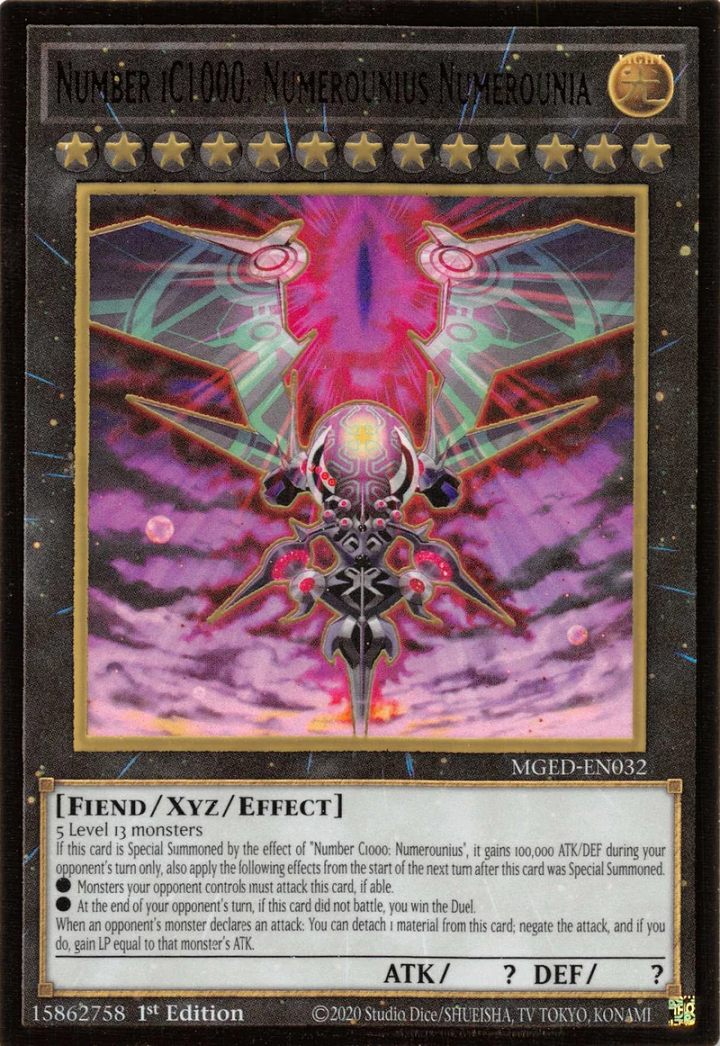 Number iC1000: Numerounius Numerounia
LIGHT
光
MGED-EN032
[Fiend/Xyz/Effect]
5 Level 13 monsters
If this card is Special Summoned by the effect of "Number C1000: Numerounius", it gains 100,000 ATK/DEF during your
opponent's turn only, also apply the following effects from the start of the next turn after this card was Special Summoned.
● Monsters your opponent controls must attack this card, if able.
● At the end of your opponent's turn, if this card did not battle, you win the Duel.
When an opponent's monster declares an attack: You can detach 1 material from this card; negate the attack, and if you
do, gain LP equal to that monster's ATK.
ATK/ ? DEF/ ?
15862758 1st Edition ©2020 Studio Dice/SHUEISHA, TV TOKYO, KONAMI